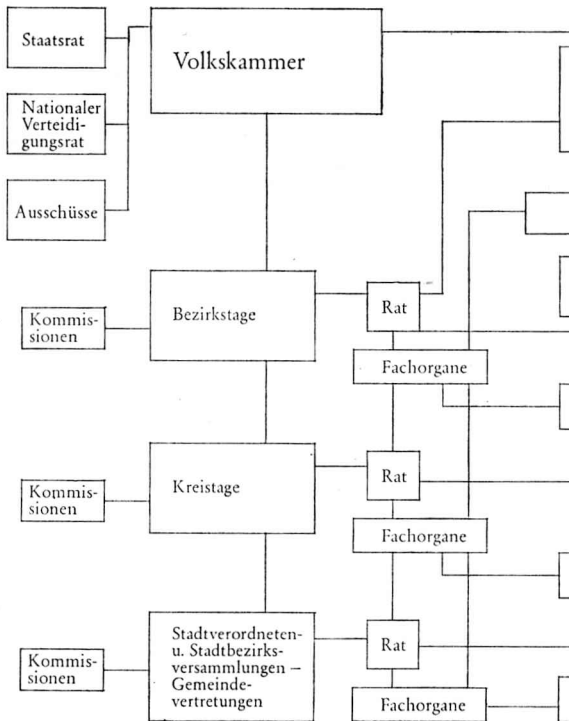 Staatsrat
Volkskammer
Nationaler
Verteidi-
gungsrat
Ausschüsse
Kommis-
sionen
Bezirkstage
Rat
Fachorgane
Kommis-
sionen
Kreistage
Rat
Fachorgane
Kommis-
sionen
Stadtverordneten-
u. Stadtbezirks-
versammlungen –
Gemeinde-
vertretungen
Rat
Fachorgane